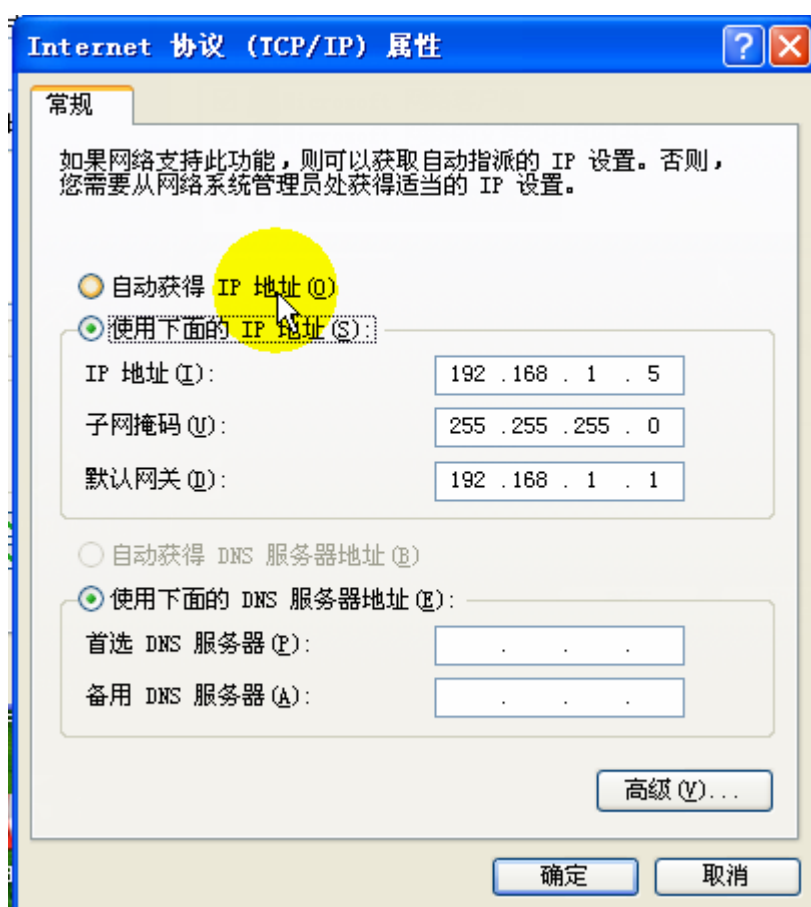 Internet 协议 (TCP/IP) 属性
常规
如果网络支持此功能，则可以获取自动指派的 IP 设置。否则，
您需要从网络系统管理员处获得适当的 IP 设置。
自动获得 IP 地址(O)
使用下面的 IP 地址(S):
IP 地址(I): 192 .168 . 1 . 5
子网掩码(U): 255 .255 .255 . 0
默认网关(D): 192 .168 . 1 . 1
自动获得 DNS 服务器地址(B)
使用下面的 DNS 服务器地址(E):
首选 DNS 服务器(P): . . .
备用 DNS 服务器(A): . . .
高级(V)...
确定 取消